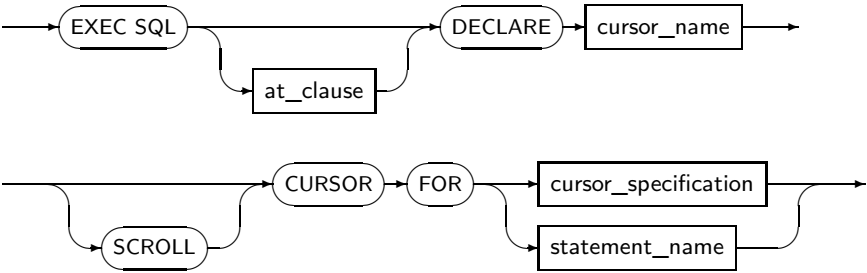 EXEC SQL DECLARE cursor_name
at_clause
CURSOR FOR cursor_specification
SCROLL statement_name